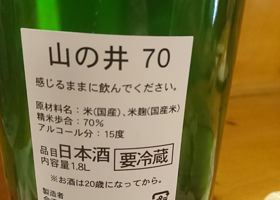 山の井 70
感じるままに飲んでください。
原材料名：米(国産)、米麹(国産米)
精米歩合：70％
アルコール分：15度
品目 日本酒 要冷蔵
内容量1.8L
※お酒は20歳になってから。
製造者